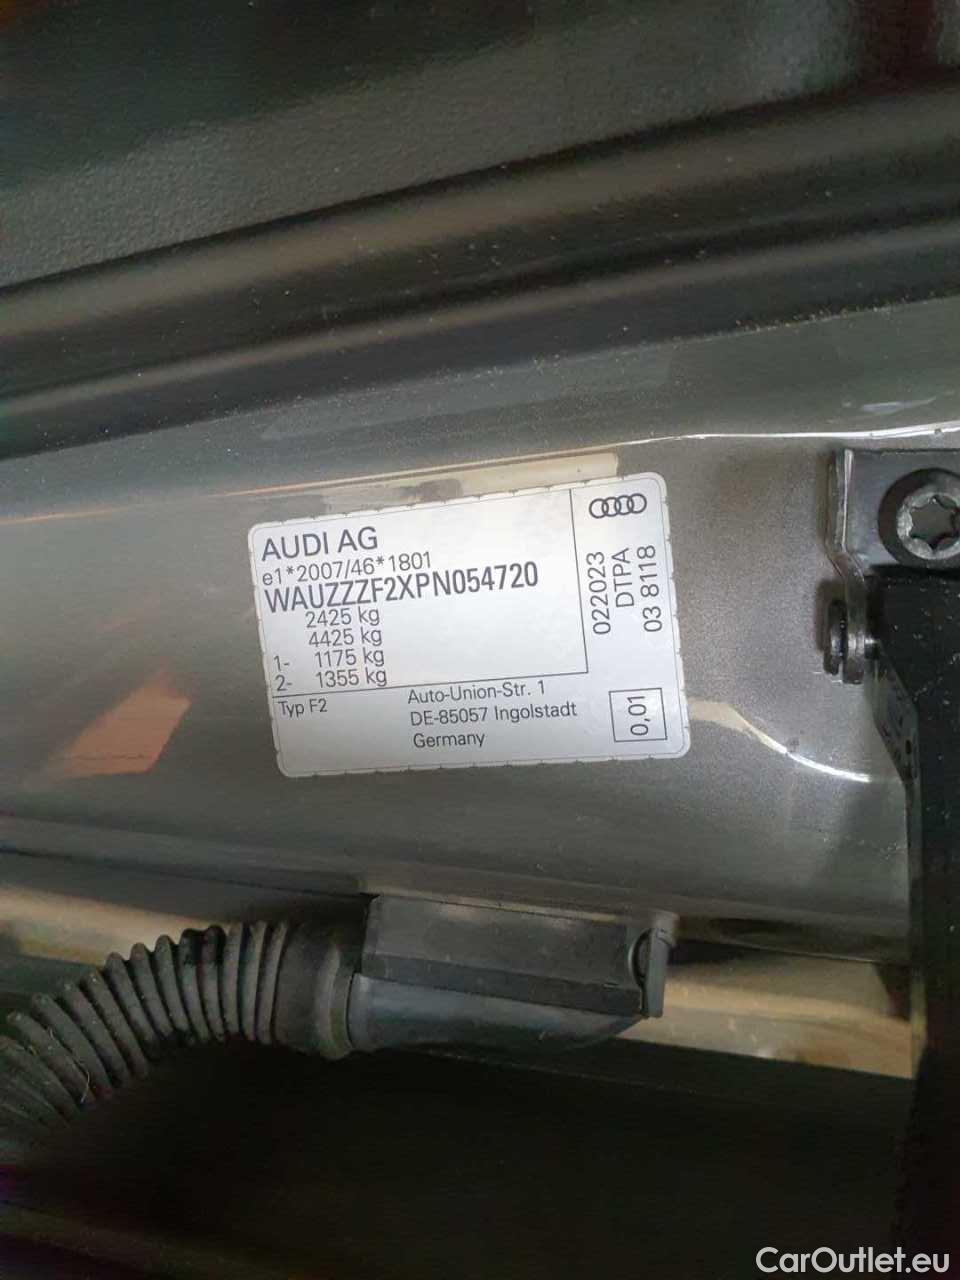 AUDI AG
e1*2007/46*1801
WAUZZZF2XPN054720
2425 kg
4425 kg
1- 1175 kg
2- 1355 kg
Typ F2
Auto-Union-Str. 1
DE-85057 Ingolstadt
Germany
022023
DTPA
03 8118
0,01
CarOutlet.eu